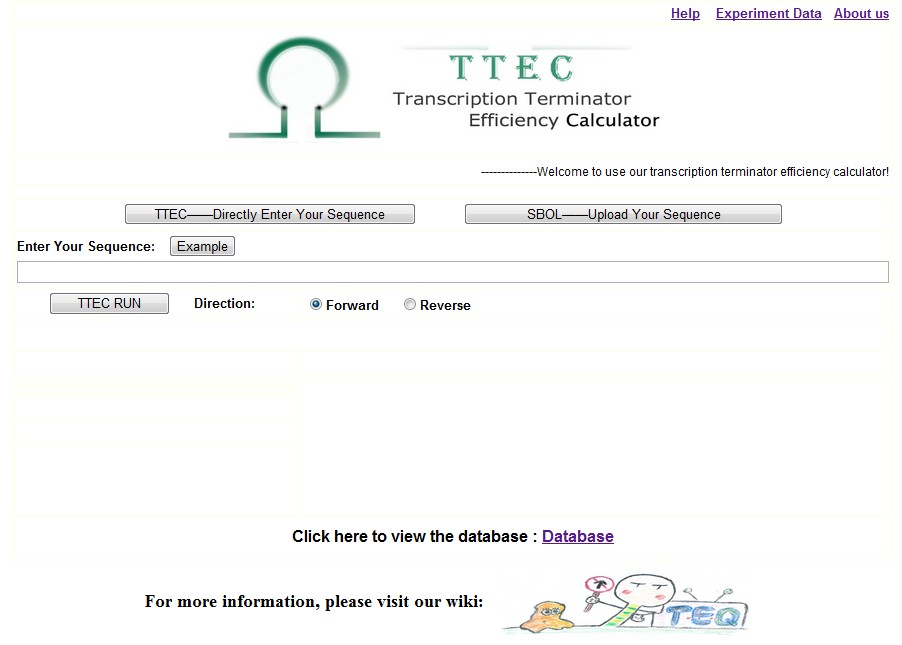 Help Experiment Data About us
TTEC
Transcription Terminator
Efficiency Calculator
--------------Welcome to use our transcription terminator efficiency calculator!
TTEC——Directly Enter Your Sequence SBOL——Upload Your Sequence
Enter Your Sequence: Example
TTEC RUN Direction: Forward Reverse
Click here to view the database : Database
For more information, please visit our wiki:
TEQ